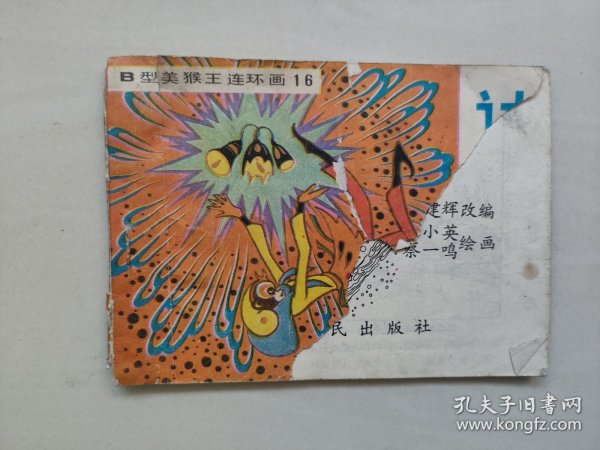 B型美猴王连环画16
建辉改编
小英
蔡一鸣绘画
民出版社
孔夫子旧书网
www.kongfz.com